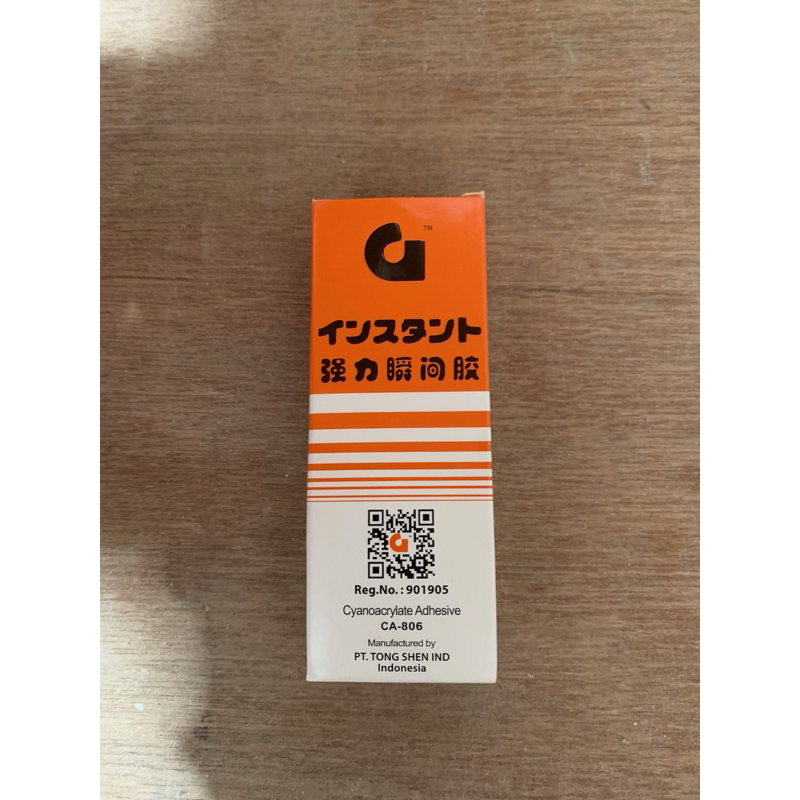 TM
インスタント
强力瞬间胶
Reg.No.:901905
Cyanoacrylate Adhesive
CA-806
Manufactured by
PT. TONG SHEN IND
Indonesia